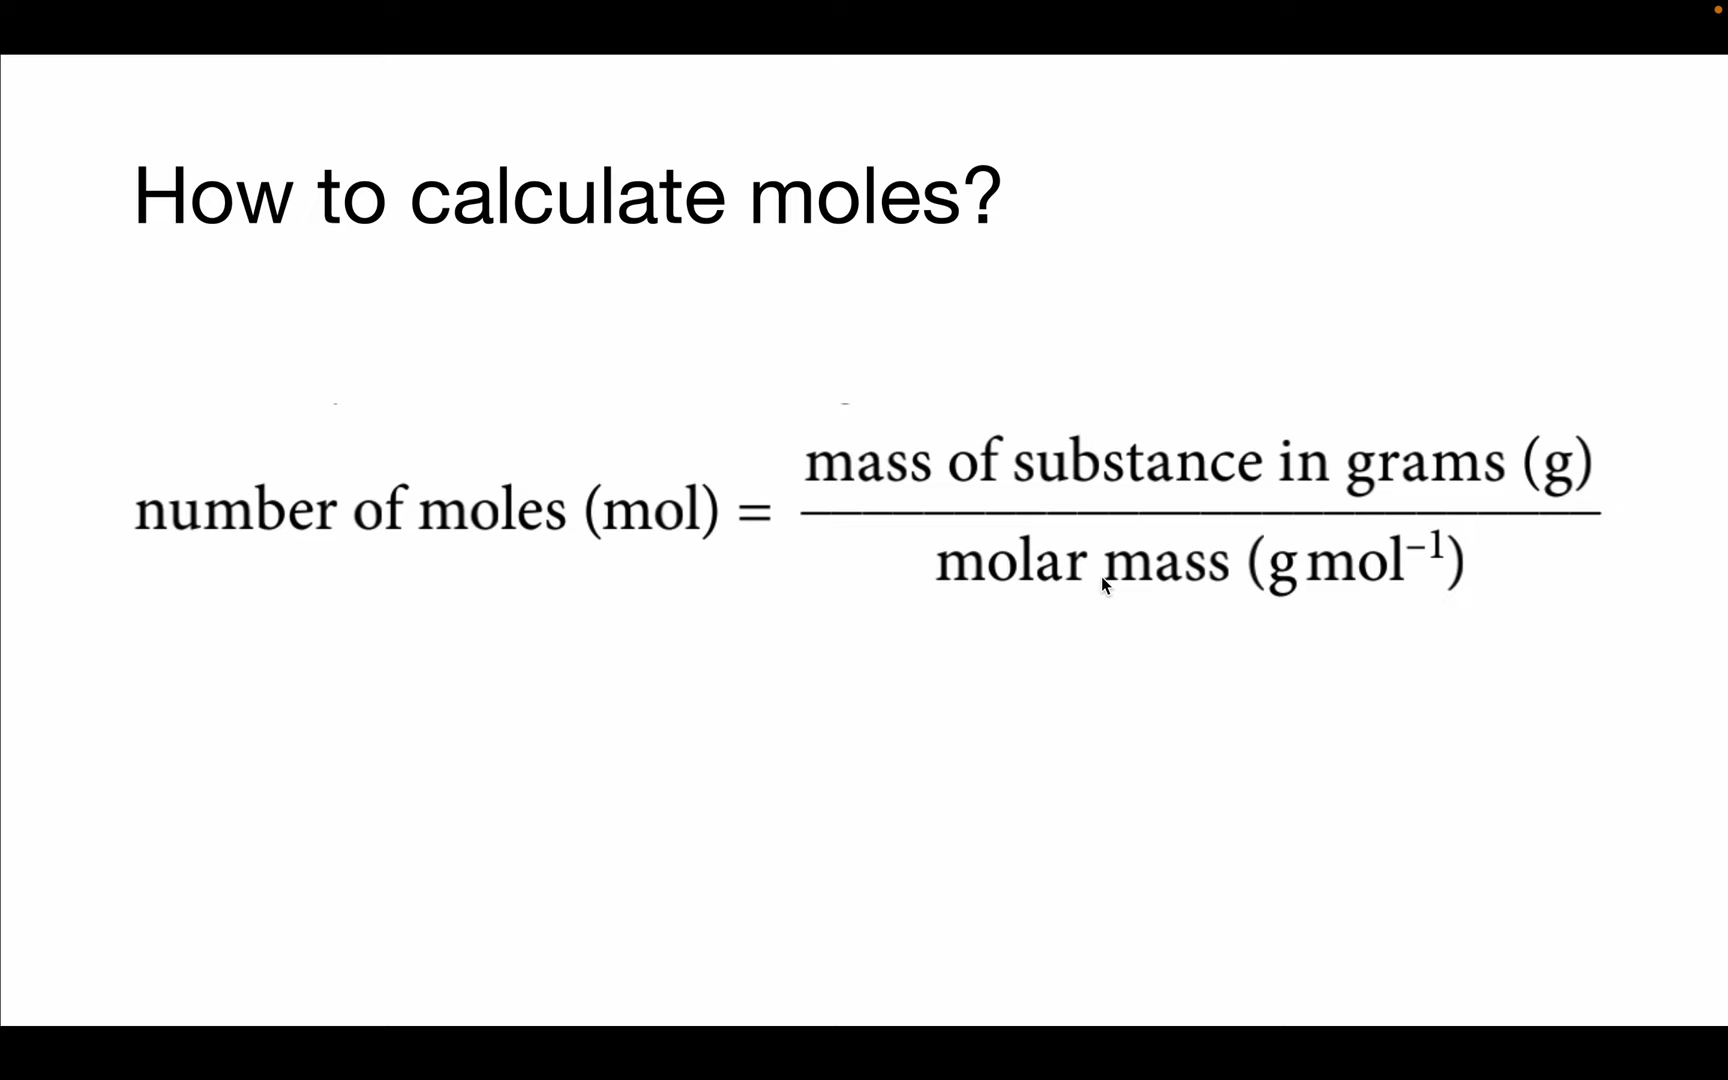 How to calculate moles?
number of moles (mol) = mass of substance in grams (g)
molar mass (g mol⁻¹)